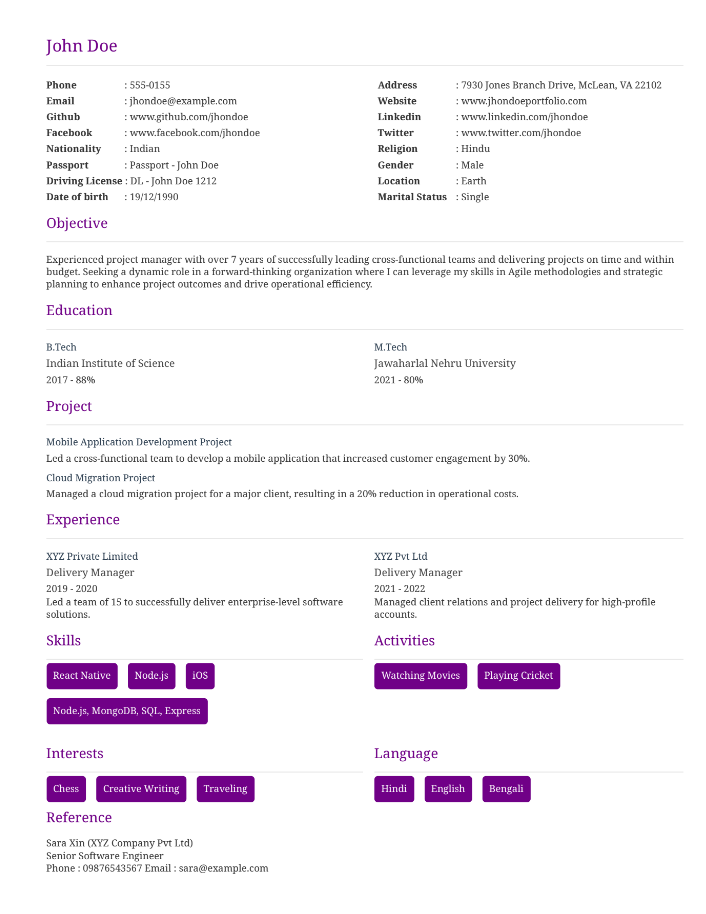 John Doe
Phone : 555-0155
Address : 7930 Jones Branch Drive, McLean, VA 22102
Email : jhondoe@example.com
Website : www.jhondoeportfolio.com
Github : www.github.com/jhondoe
Linkedin : www.linkedin.com/jhondoe
Facebook : www.facebook.com/jhondoe
Twitter : www.twitter.com/jhondoe
Nationality : Indian
Religion : Hindu
Passport : Passport - John Doe
Gender : Male
Driving License : DL - John Doe 1212
Location : Earth
Date of birth : 19/12/1990
Marital Status : Single
Objective
Experienced project manager with over 7 years of successfully leading cross-functional teams and delivering projects on time and within
budget. Seeking a dynamic role in a forward-thinking organization where I can leverage my skills in Agile methodologies and strategic
planning to enhance project outcomes and drive operational efficiency.
Education
B.Tech
Indian Institute of Science
2017 - 88%
M.Tech
Jawaharlal Nehru University
2021 - 80%
Project
Mobile Application Development Project
Led a cross-functional team to develop a mobile application that increased customer engagement by 30%.
Cloud Migration Project
Managed a cloud migration project for a major client, resulting in a 20% reduction in operational costs.
Experience
XYZ Private Limited
Delivery Manager
2019 - 2020
Led a team of 15 to successfully deliver enterprise-level software
solutions.
XYZ Pvt Ltd
Delivery Manager
2021 - 2022
Managed client relations and project delivery for high-profile
accounts.
Skills
React Native
Node.js
iOS
Node.js, MongoDB, SQL, Express
Activities
Watching Movies
Playing Cricket
Interests
Chess
Creative Writing
Traveling
Language
Hindi
English
Bengali
Reference
Sara Xin (XYZ Company Pvt Ltd)
Senior Software Engineer
Phone : 09876543567 Email : sara@example.com